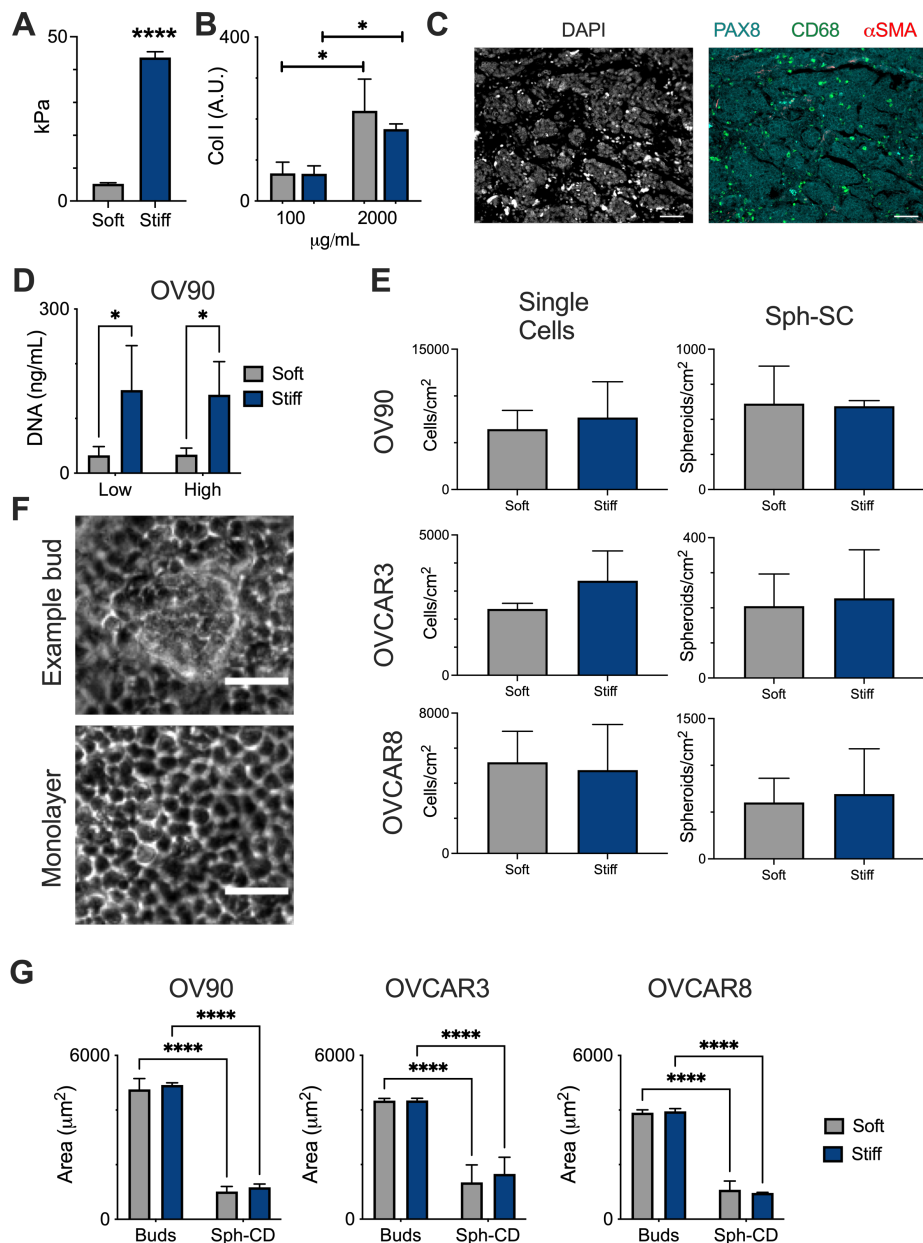 A
****
50
kPa
0
Soft
Stiff
B
*
*
400
Col I (A.U.)
0
100
2000
μg/mL
C
DAPI
PAX8
CD68
αSMA
D
OV90
300
*
*
DNA (ng/mL)
0
Low
High
Soft
Stiff
E
Single
Cells
Sph-SC
OV90
15000
Cells/cm²
0
Soft
Stiff
1000
Spheroids/cm²
0
Soft
Stiff
OVCAR3
5000
Cells/cm²
0
Soft
Stiff
400
Spheroids/cm²
0
Soft
Stiff
OVCAR8
8000
Cells/cm²
0
Soft
Stiff
1500
Spheroids/cm²
0
Soft
Stiff
F
Example bud
Monolayer
G
OV90
****
****
6000
Area (μm²)
0
Buds
Sph-CD
OVCAR3
****
****
6000
Area (μm²)
0
Buds
Sph-CD
OVCAR8
****
****
6000
Area (μm²)
0
Buds
Sph-CD
Soft
Stiff